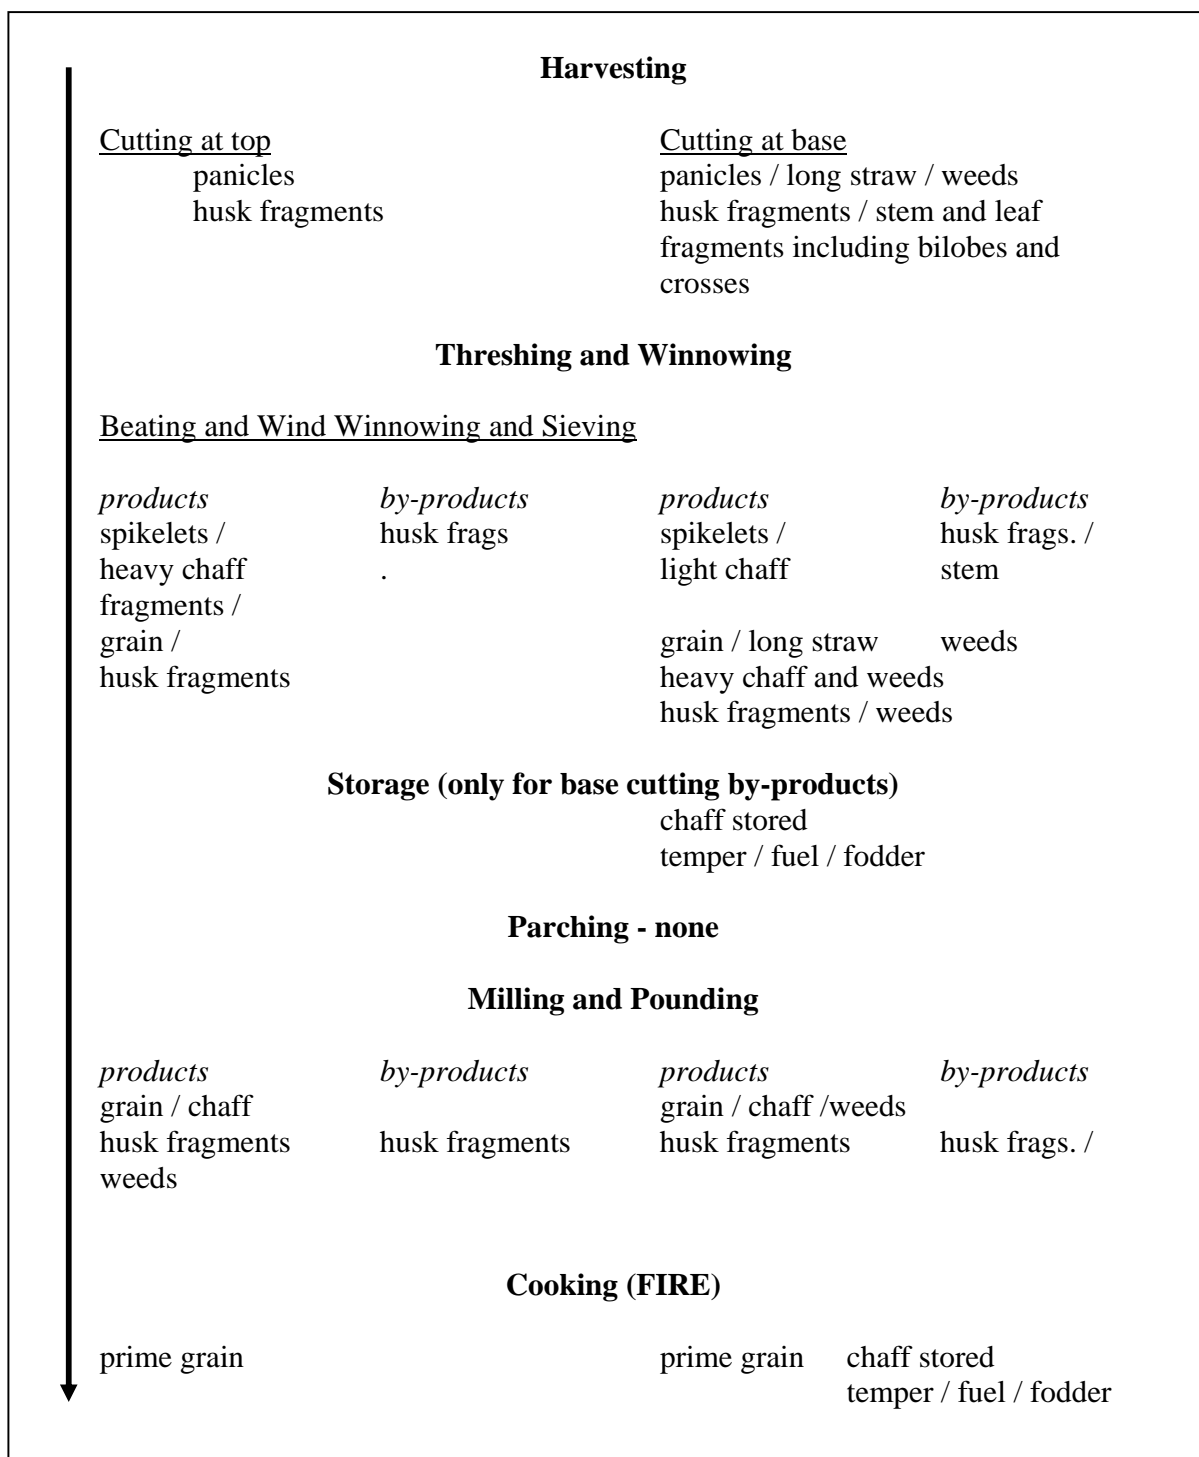 Harvesting
Cutting at top Cutting at base
panicles panicles / long straw / weeds
husk fragments husk fragments / stem and leaf
fragments including bilobes and
crosses
Threshing and Winnowing
Beating and Wind Winnowing and Sieving
products by-products products by-products
spikelets / husk frags spikelets / husk frags. /
heavy chaff . light chaff stem
fragments /
grain / grain / long straw weeds
husk fragments heavy chaff and weeds
husk fragments / weeds
Storage (only for base cutting by-products)
chaff stored
temper / fuel / fodder
Parching - none
Milling and Pounding
products by-products products by-products
grain / chaff grain / chaff /weeds
husk fragments husk fragments husk fragments husk frags. /
weeds
Cooking (FIRE)
prime grain prime grain chaff stored
temper / fuel / fodder